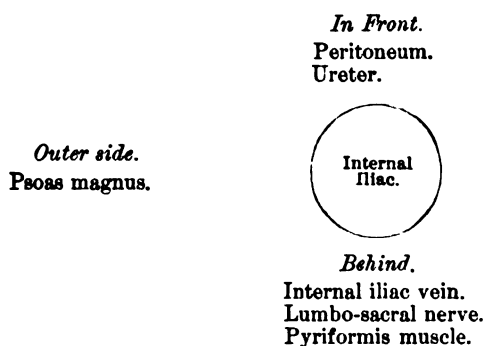 In Front.
Peritoneum.
Ureter.
Outer side.
Psoas magnus.
Internal
Iliac.
Behind.
Internal iliac vein.
Lumbo-sacral nerve.
Pyriformis muscle.